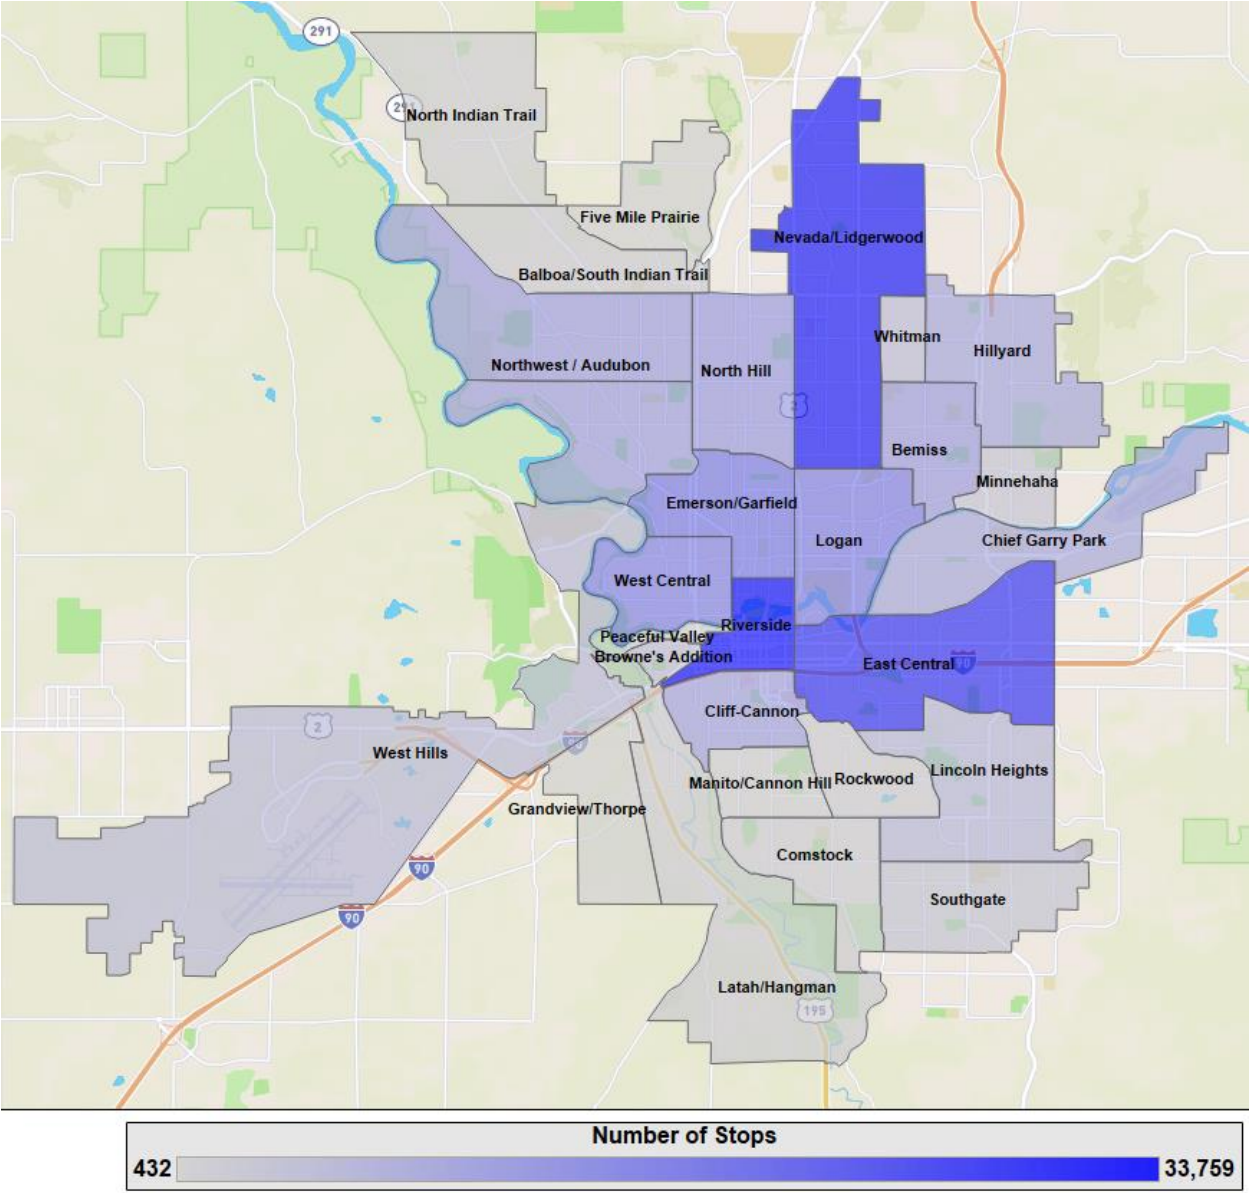 291
291
North Indian Trail
Five Mile Prairie
Nevada/Lidgerwood
Balboa/South Indian Trail
Whitman
Hillyard
Northwest / Audubon
North Hill
2
Bemiss
Minnehaha
Emerson/Garfield
Logan
Chief Garry Park
West Central
Riverside
Peaceful Valley
Browne's Addition
East Central
90
Cliff-Cannon
2
West Hills
Lincoln Heights
Manito/Cannon Hill
Rockwood
Grandview/Thorpe
Comstock
90
Southgate
90
Latah/Hangman
195
Number of Stops
432
33,759